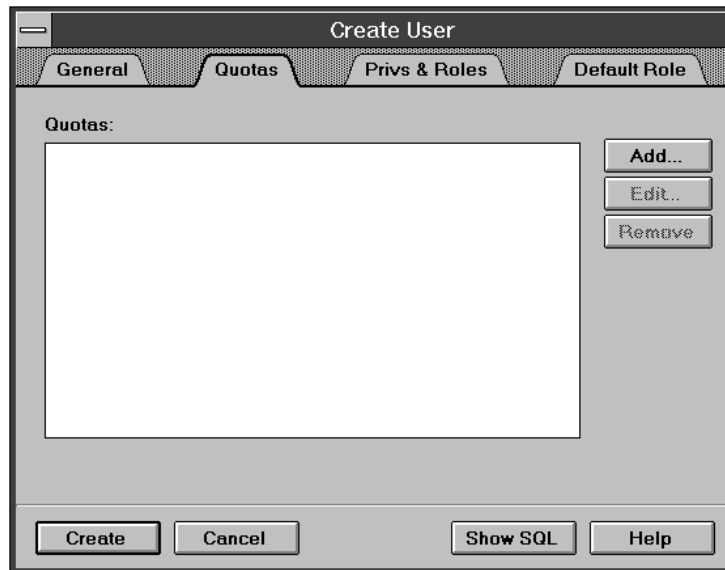 Create User
General Quotas Privs & Roles Default Role
Quotas:
Add...
Edit...
Remove
Create Cancel Show SQL Help